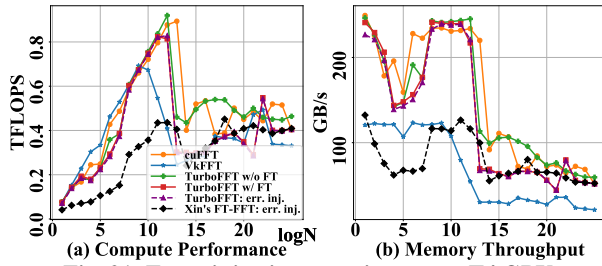 TFLOPS
0.8
0.6
0.4
0.2
0.0
0 5 10 15 20
logN
cuFFT
VkFFT
TurboFFT w/o FT
TurboFFT w/ FT
TurboFFT: err. inj.
Xin's FT-FFT: err. inj.
(a) Compute Performance
GB/s
200
100
0 5 10 15 20 25
(b) Memory Throughput